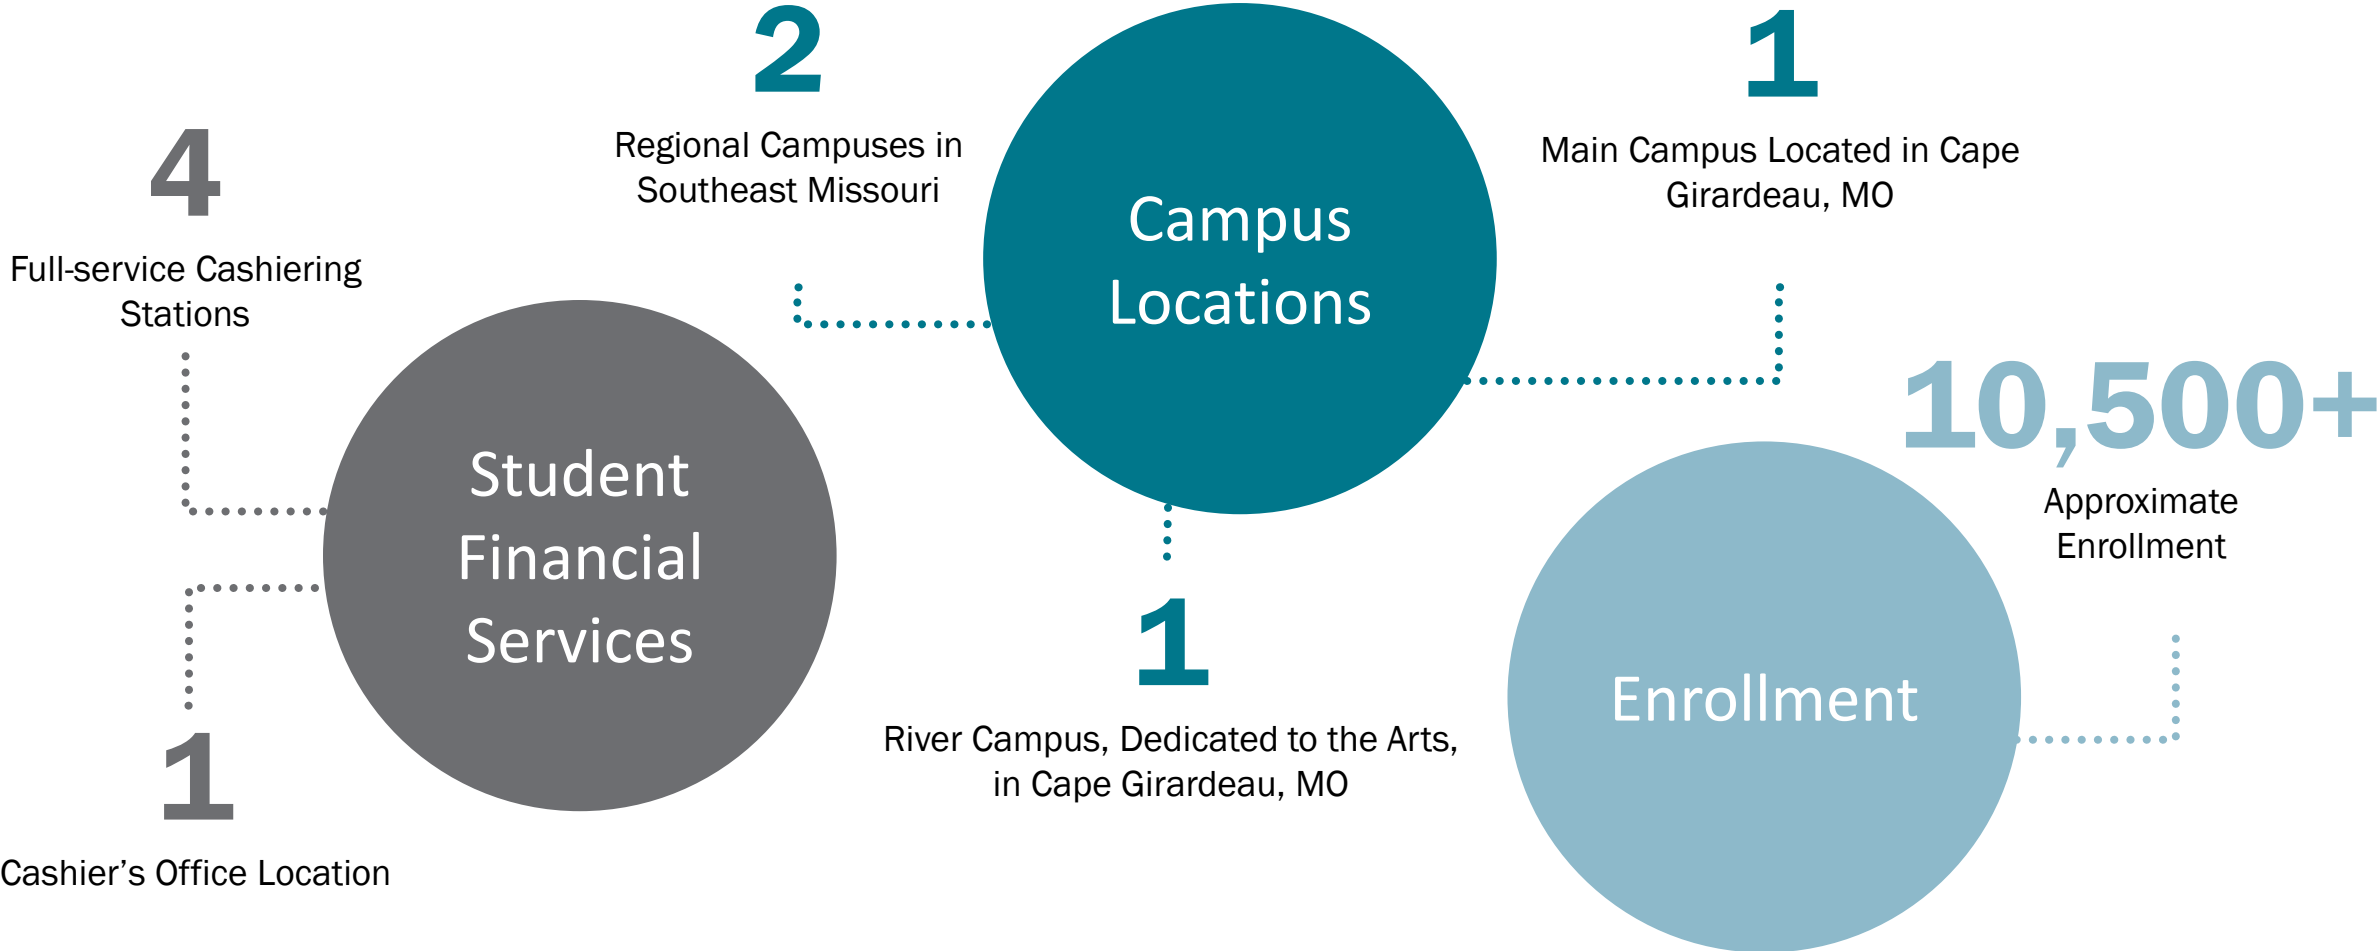 4
Full-service Cashiering
Stations
Student
Financial
Services
1
Cashier’s Office Location
2
Regional Campuses in
Southeast Missouri
Campus
Locations
1
Main Campus Located in Cape
Girardeau, MO
1
River Campus, Dedicated to the Arts,
in Cape Girardeau, MO
10,500+
Approximate
Enrollment
Enrollment